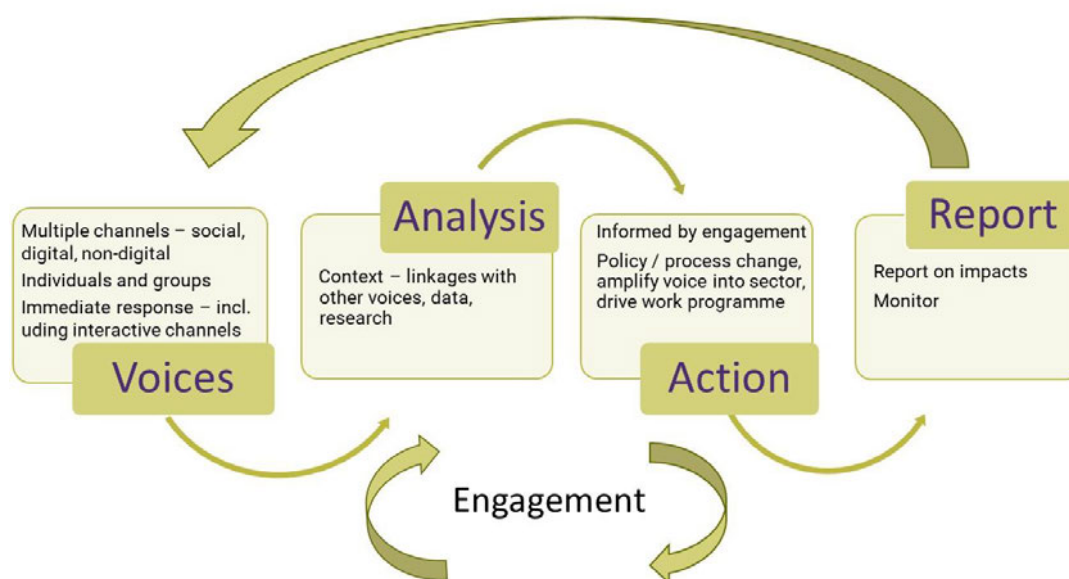 Voices
Multiple channels – social,
digital, non-digital
Individuals and groups
Immediate response – incl.
uding interactive channels
Analysis
Context – linkages with
other voices, data,
research
Action
Informed by engagement
Policy / process change,
amplify voice into sector,
drive work programme
Report
Report on impacts
Monitor
Engagement